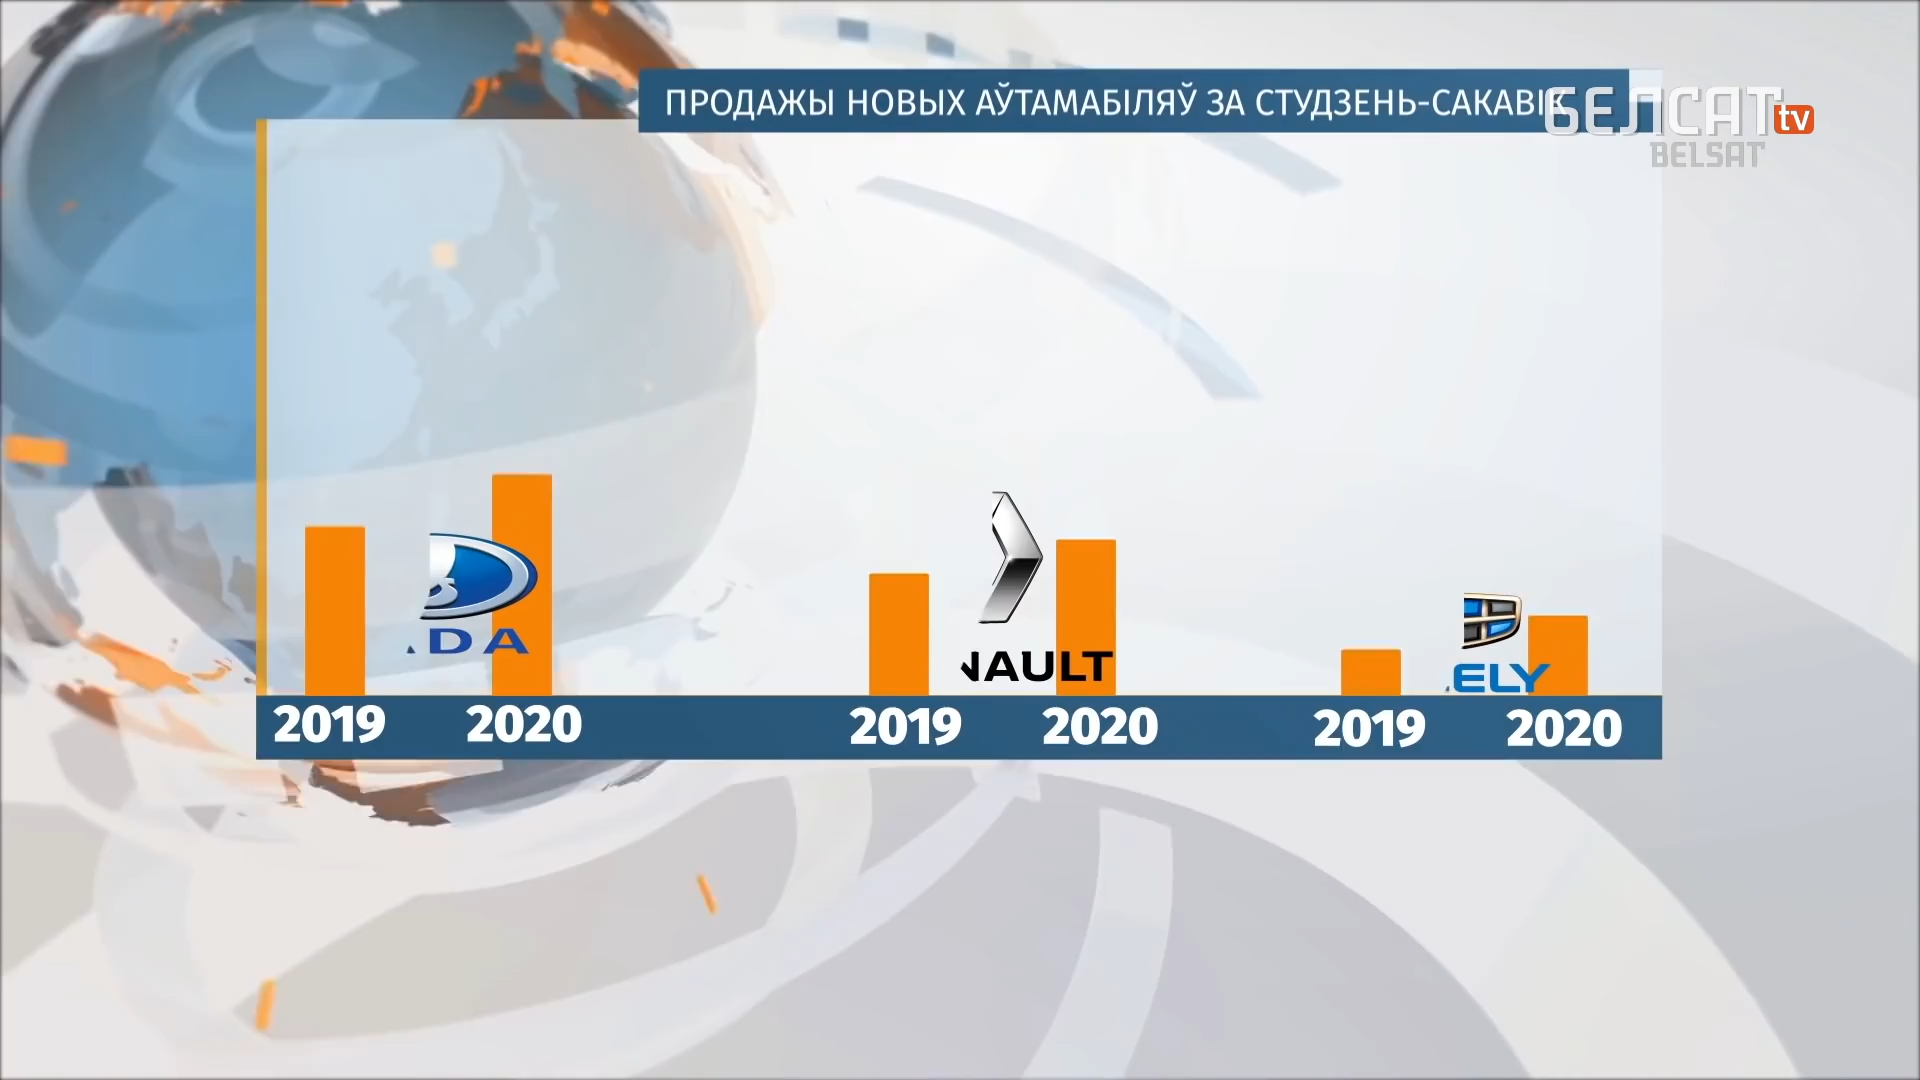 ПРОДАЖЫ НОВЫХ АЎТАМАБІЛЯЎ ЗА СТУДЗЕНЬ-САКАВІК
БЕЛСАТ tv
BELSAT
DA
NAULT
ELY
2019 2020 2019 2020 2019 2020